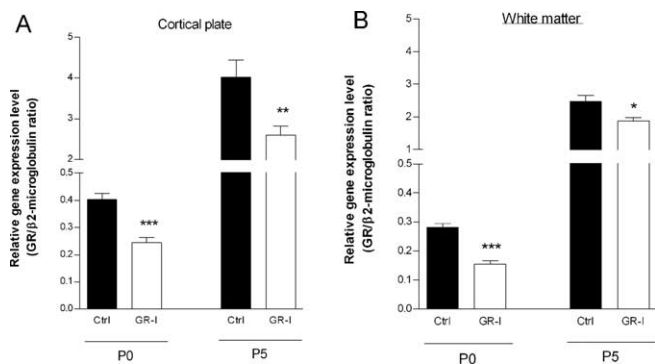 A
Cortical plate
Relative gene expression level
(GR/β2-microglobulin ratio)
5
4
3
2
0.5
0.4
0.3
0.2
0.1
0.0
**
***
Ctrl GR-I Ctrl GR-I
P0 P5
B
White matter
Relative gene expression level
(GR/β2-microglobulin ratio)
5
4
3
2
1
0.5
0.4
0.3
0.2
0.1
0.0
*
***
Ctrl GR-I Ctrl GR-I
P0 P5